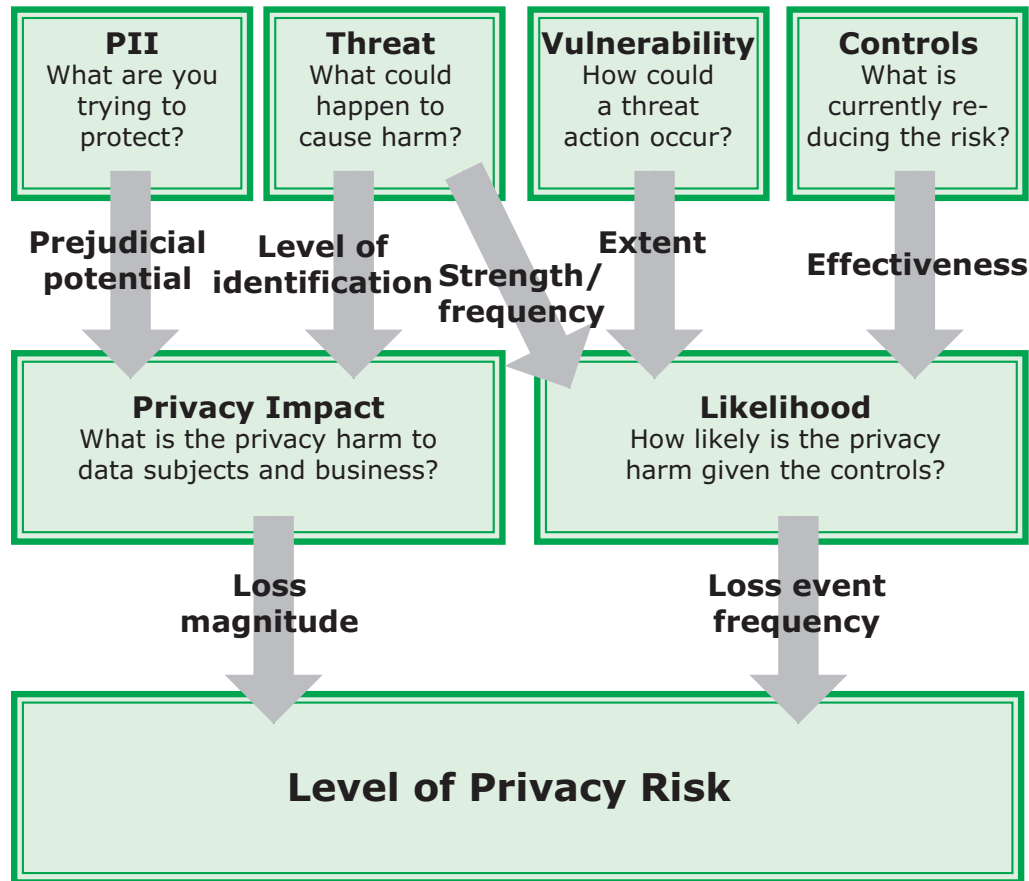 PII
What are you
trying to
protect?
Threat
What could
happen to
cause harm?
Vulnerability
How could
a threat
action occur?
Controls
What is
currently re-
ducing the risk?
Prejudicial
potential
Level of
identification
Strength/
frequency
Extent
Effectiveness
Privacy Impact
What is the privacy harm to
data subjects and business?
Likelihood
How likely is the privacy
harm given the controls?
Loss
magnitude
Loss event
frequency
Level of Privacy Risk